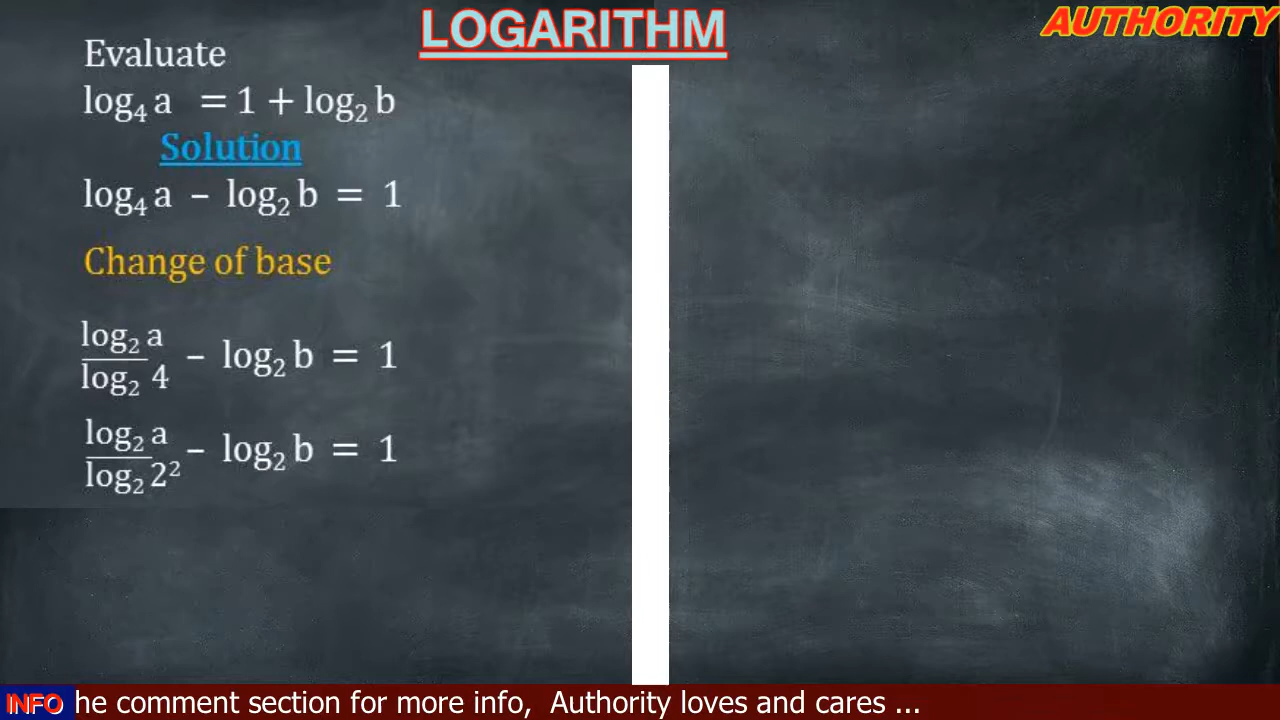 LOGARITHM
AUTHORITY
Evaluate
log₄ a = 1 + log₂ b
Solution
log₄ a – log₂ b = 1
Change of base
log₂ a / log₂ 4 – log₂ b = 1
log₂ a / log₂ 2² – log₂ b = 1
INFO he comment section for more info, Authority loves and cares ...